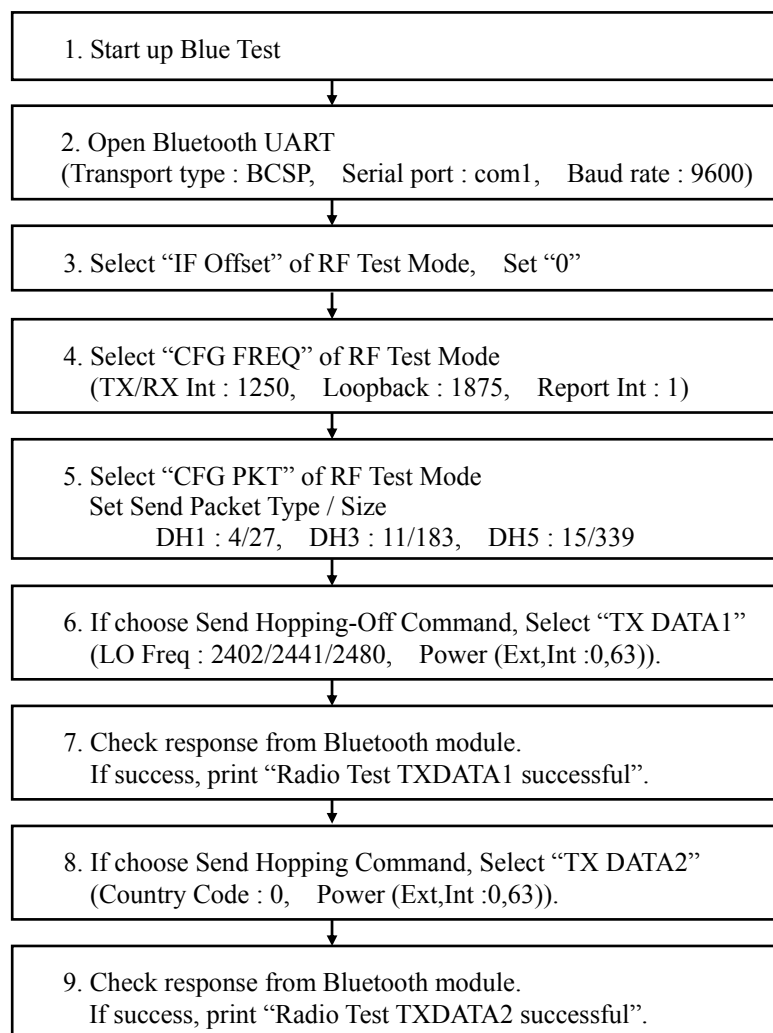 1. Start up Blue Test
2. Open Bluetooth UART
(Transport type : BCSP, Serial port : com1, Baud rate : 9600)
3. Select “IF Offset” of RF Test Mode, Set “0”
4. Select “CFG FREQ” of RF Test Mode
(TX/RX Int : 1250, Loopback : 1875, Report Int : 1)
5. Select “CFG PKT” of RF Test Mode
Set Send Packet Type / Size
DH1 : 4/27, DH3 : 11/183, DH5 : 15/339
6. If choose Send Hopping-Off Command, Select “TX DATA1”
(LO Freq : 2402/2441/2480, Power (Ext,Int :0,63)).
7. Check response from Bluetooth module.
If success, print “Radio Test TXDATA1 successful”.
8. If choose Send Hopping Command, Select “TX DATA2”
(Country Code : 0, Power (Ext,Int :0,63)).
9. Check response from Bluetooth module.
If success, print “Radio Test TXDATA2 successful”.